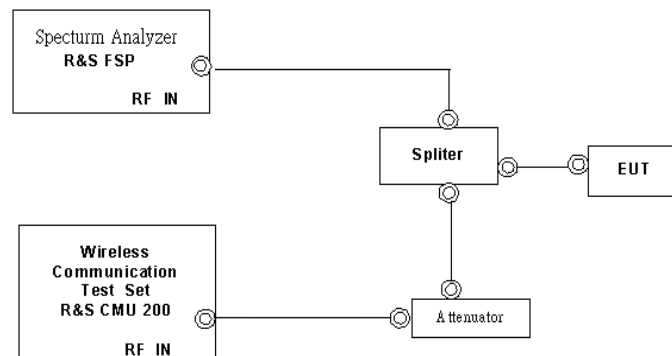 Specturm Analyzer
R&S FSP
RF IN
Spliter
EUT
Wireless
Communication
Test Set
R&S CMU 200
RF IN
Attenuator